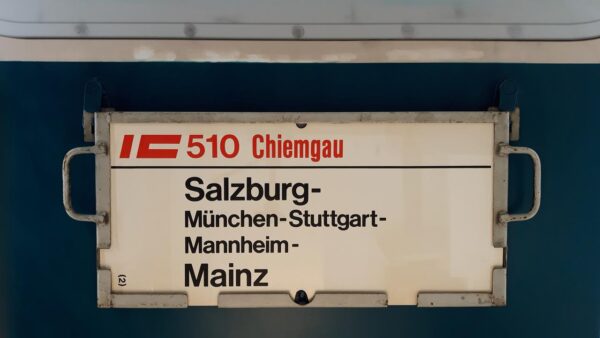 IC 510 Chiemgau
Salzburg-
München-Stuttgart-
Mannheim-
Mainz
(2)